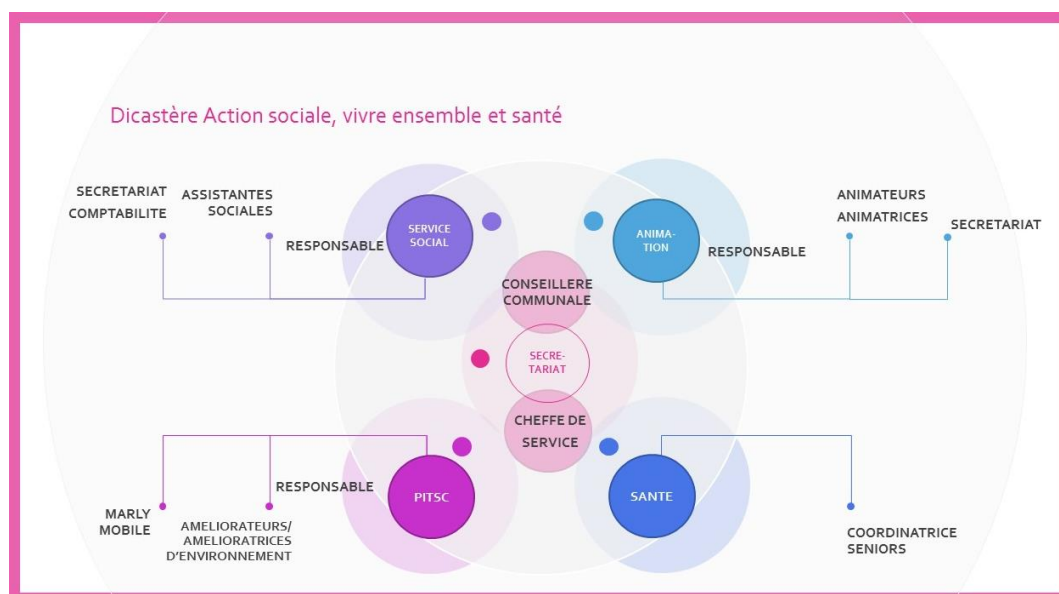 Dicastère Action sociale, vivre ensemble et santé
SECRETARIAT
COMPTABILITE
ASSISTANTES
SOCIALES
RESPONSABLE
SERVICE
SOCIAL
ANIMA-
TION
RESPONSABLE
ANIMATEURS
ANIMATRICES
SECRETARIAT
CONSEILLERE
COMMUNALE
SECRE-
TARIAT
CHEFFE DE
SERVICE
MARLY
MOBILE
AMELIORATEURS/
AMELIORATRICES
D'ENVIRONNEMENT
RESPONSABLE
PITSC
SANTE
COORDINATRICE
SENIORS